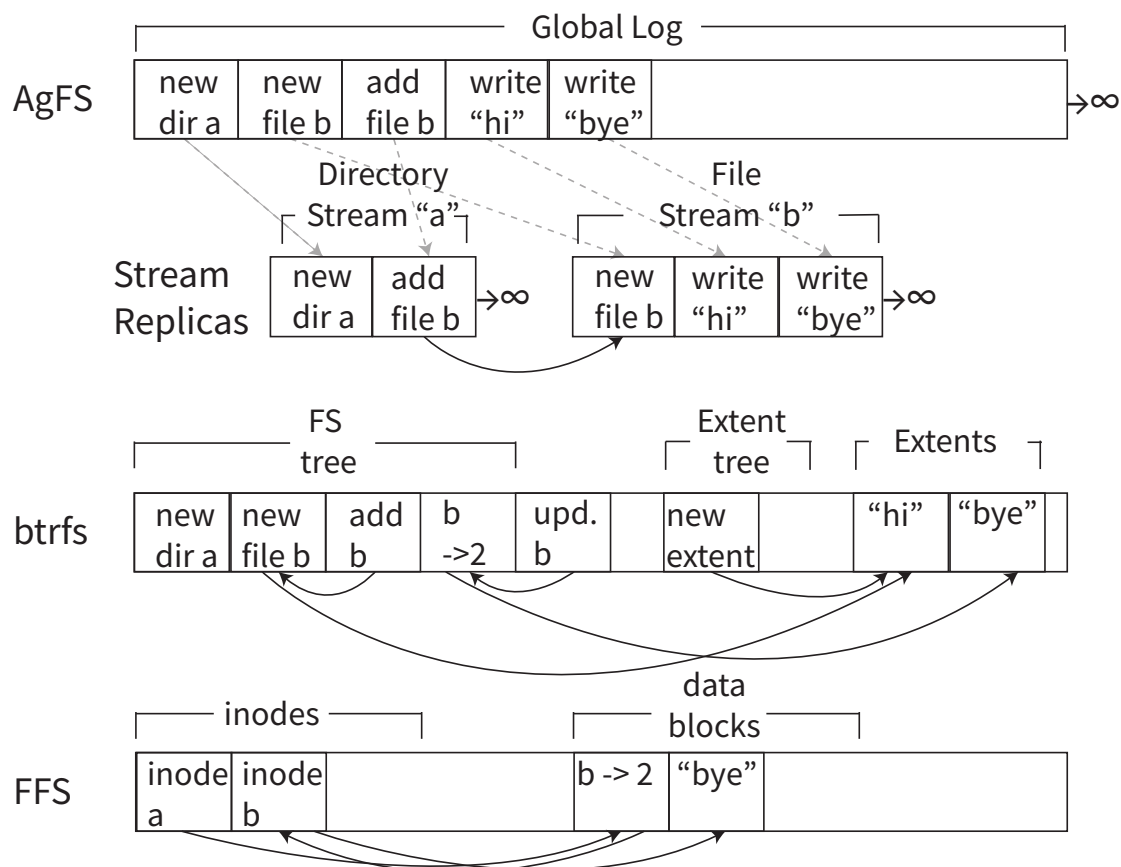 Global Log
AgFS
new
dir a
new
file b
add
file b
write
“hi”
write
“bye”
→∞
Directory
Stream “a”
File
Stream “b”
Stream
Replicas
new
dir a
add
file b
→∞
new
file b
write
“hi”
write
“bye”
→∞
FS
tree
Extent
tree
Extents
btrfs
new
dir a
new
file b
add
b
b
->2
upd.
b
new
extent
“hi”
“bye”
inodes
data
blocks
FFS
inode
a
inode
b
b -> 2
“bye”